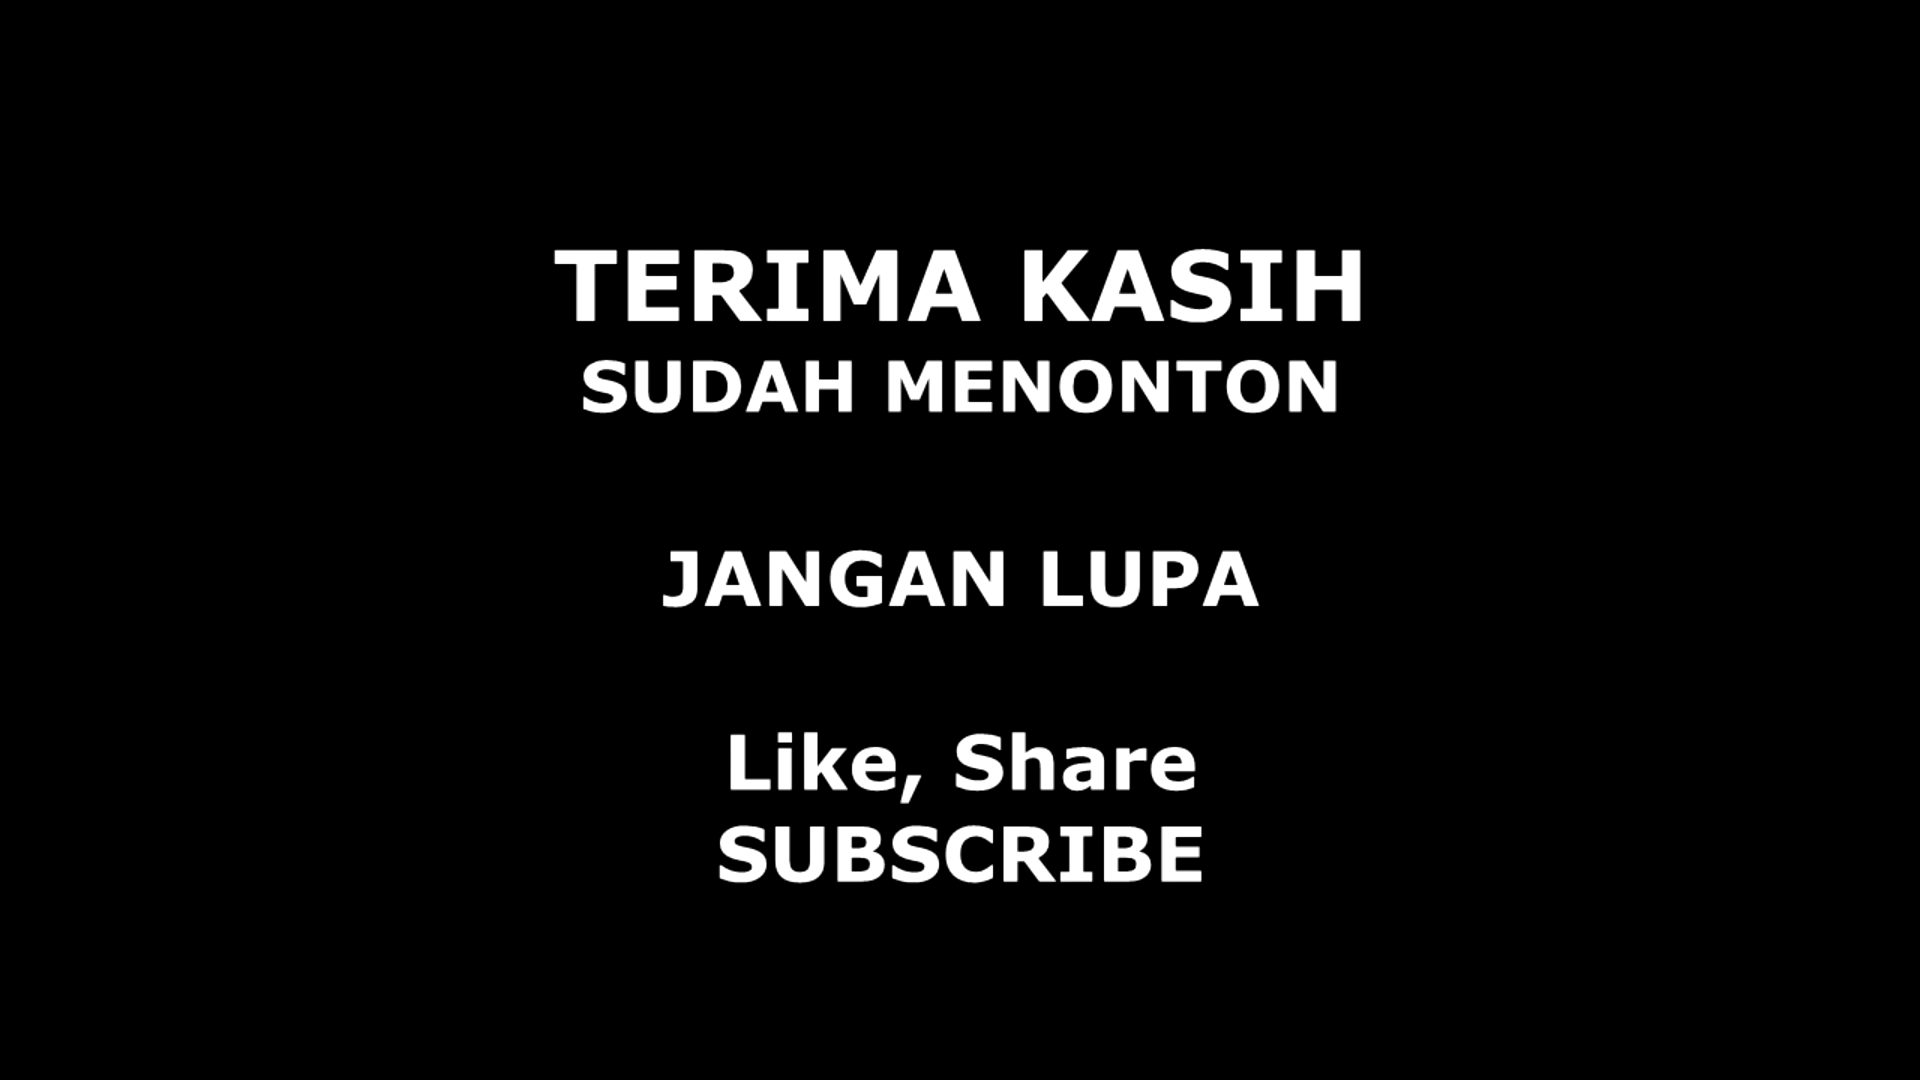 TERIMA KASIH
SUDAH MENONTON
JANGAN LUPA
Like, Share
SUBSCRIBE